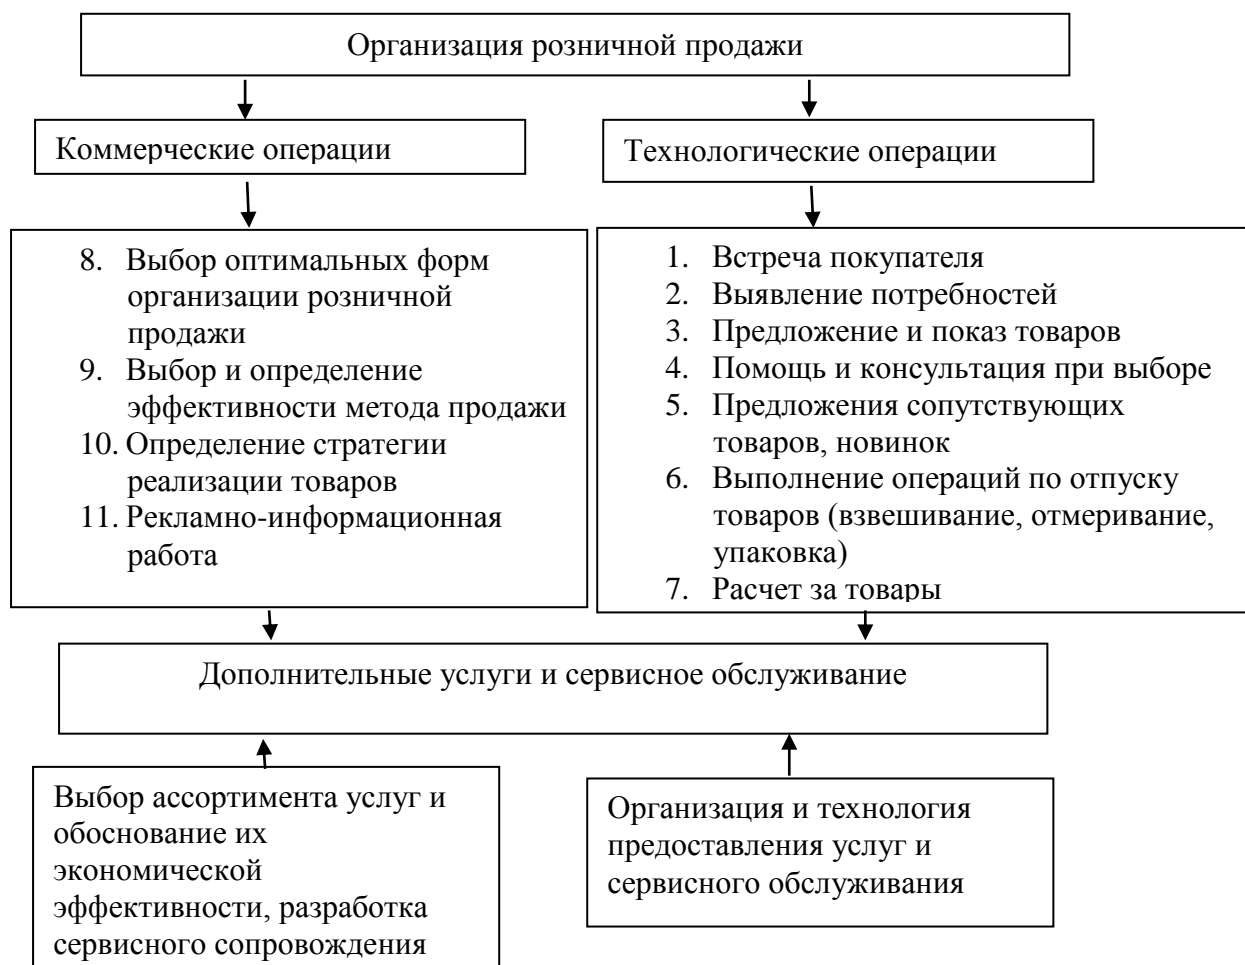 Организация розничной продажи
Коммерческие операции
Технологические операции
8. Выбор оптимальных форм
организации розничной
продажи
9. Выбор и определение
эффективности метода продажи
10. Определение стратегии
реализации товаров
11. Рекламно-информационная
работа
1. Встреча покупателя
2. Выявление потребностей
3. Предложение и показ товаров
4. Помощь и консультация при выборе
5. Предложения сопутствующих
товаров, новинок
6. Выполнение операций по отпуску
товаров (взвешивание, отмеривание,
упаковка)
7. Расчет за товары
Дополнительные услуги и сервисное обслуживание
Выбор ассортимента услуг и
обоснование их
экономической
эффективности, разработка
сервисного сопровождения
Организация и технология
предоставления услуг и
сервисного обслуживания